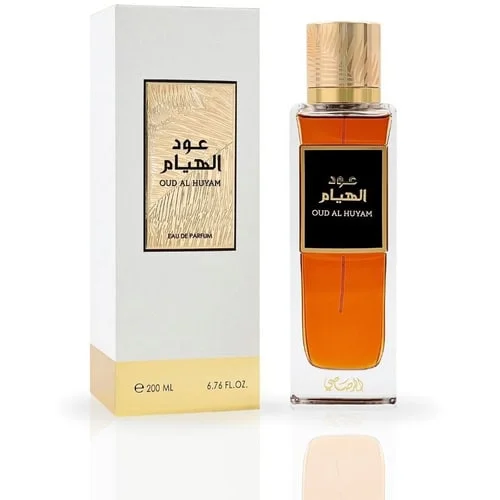 عود
الهيام
OUD AL HUYAM
EAU DE PARFUM
℮ 200 ML 6.76 FL.OZ.
عود
الهيام
OUD AL HUYAM
الرصاصي